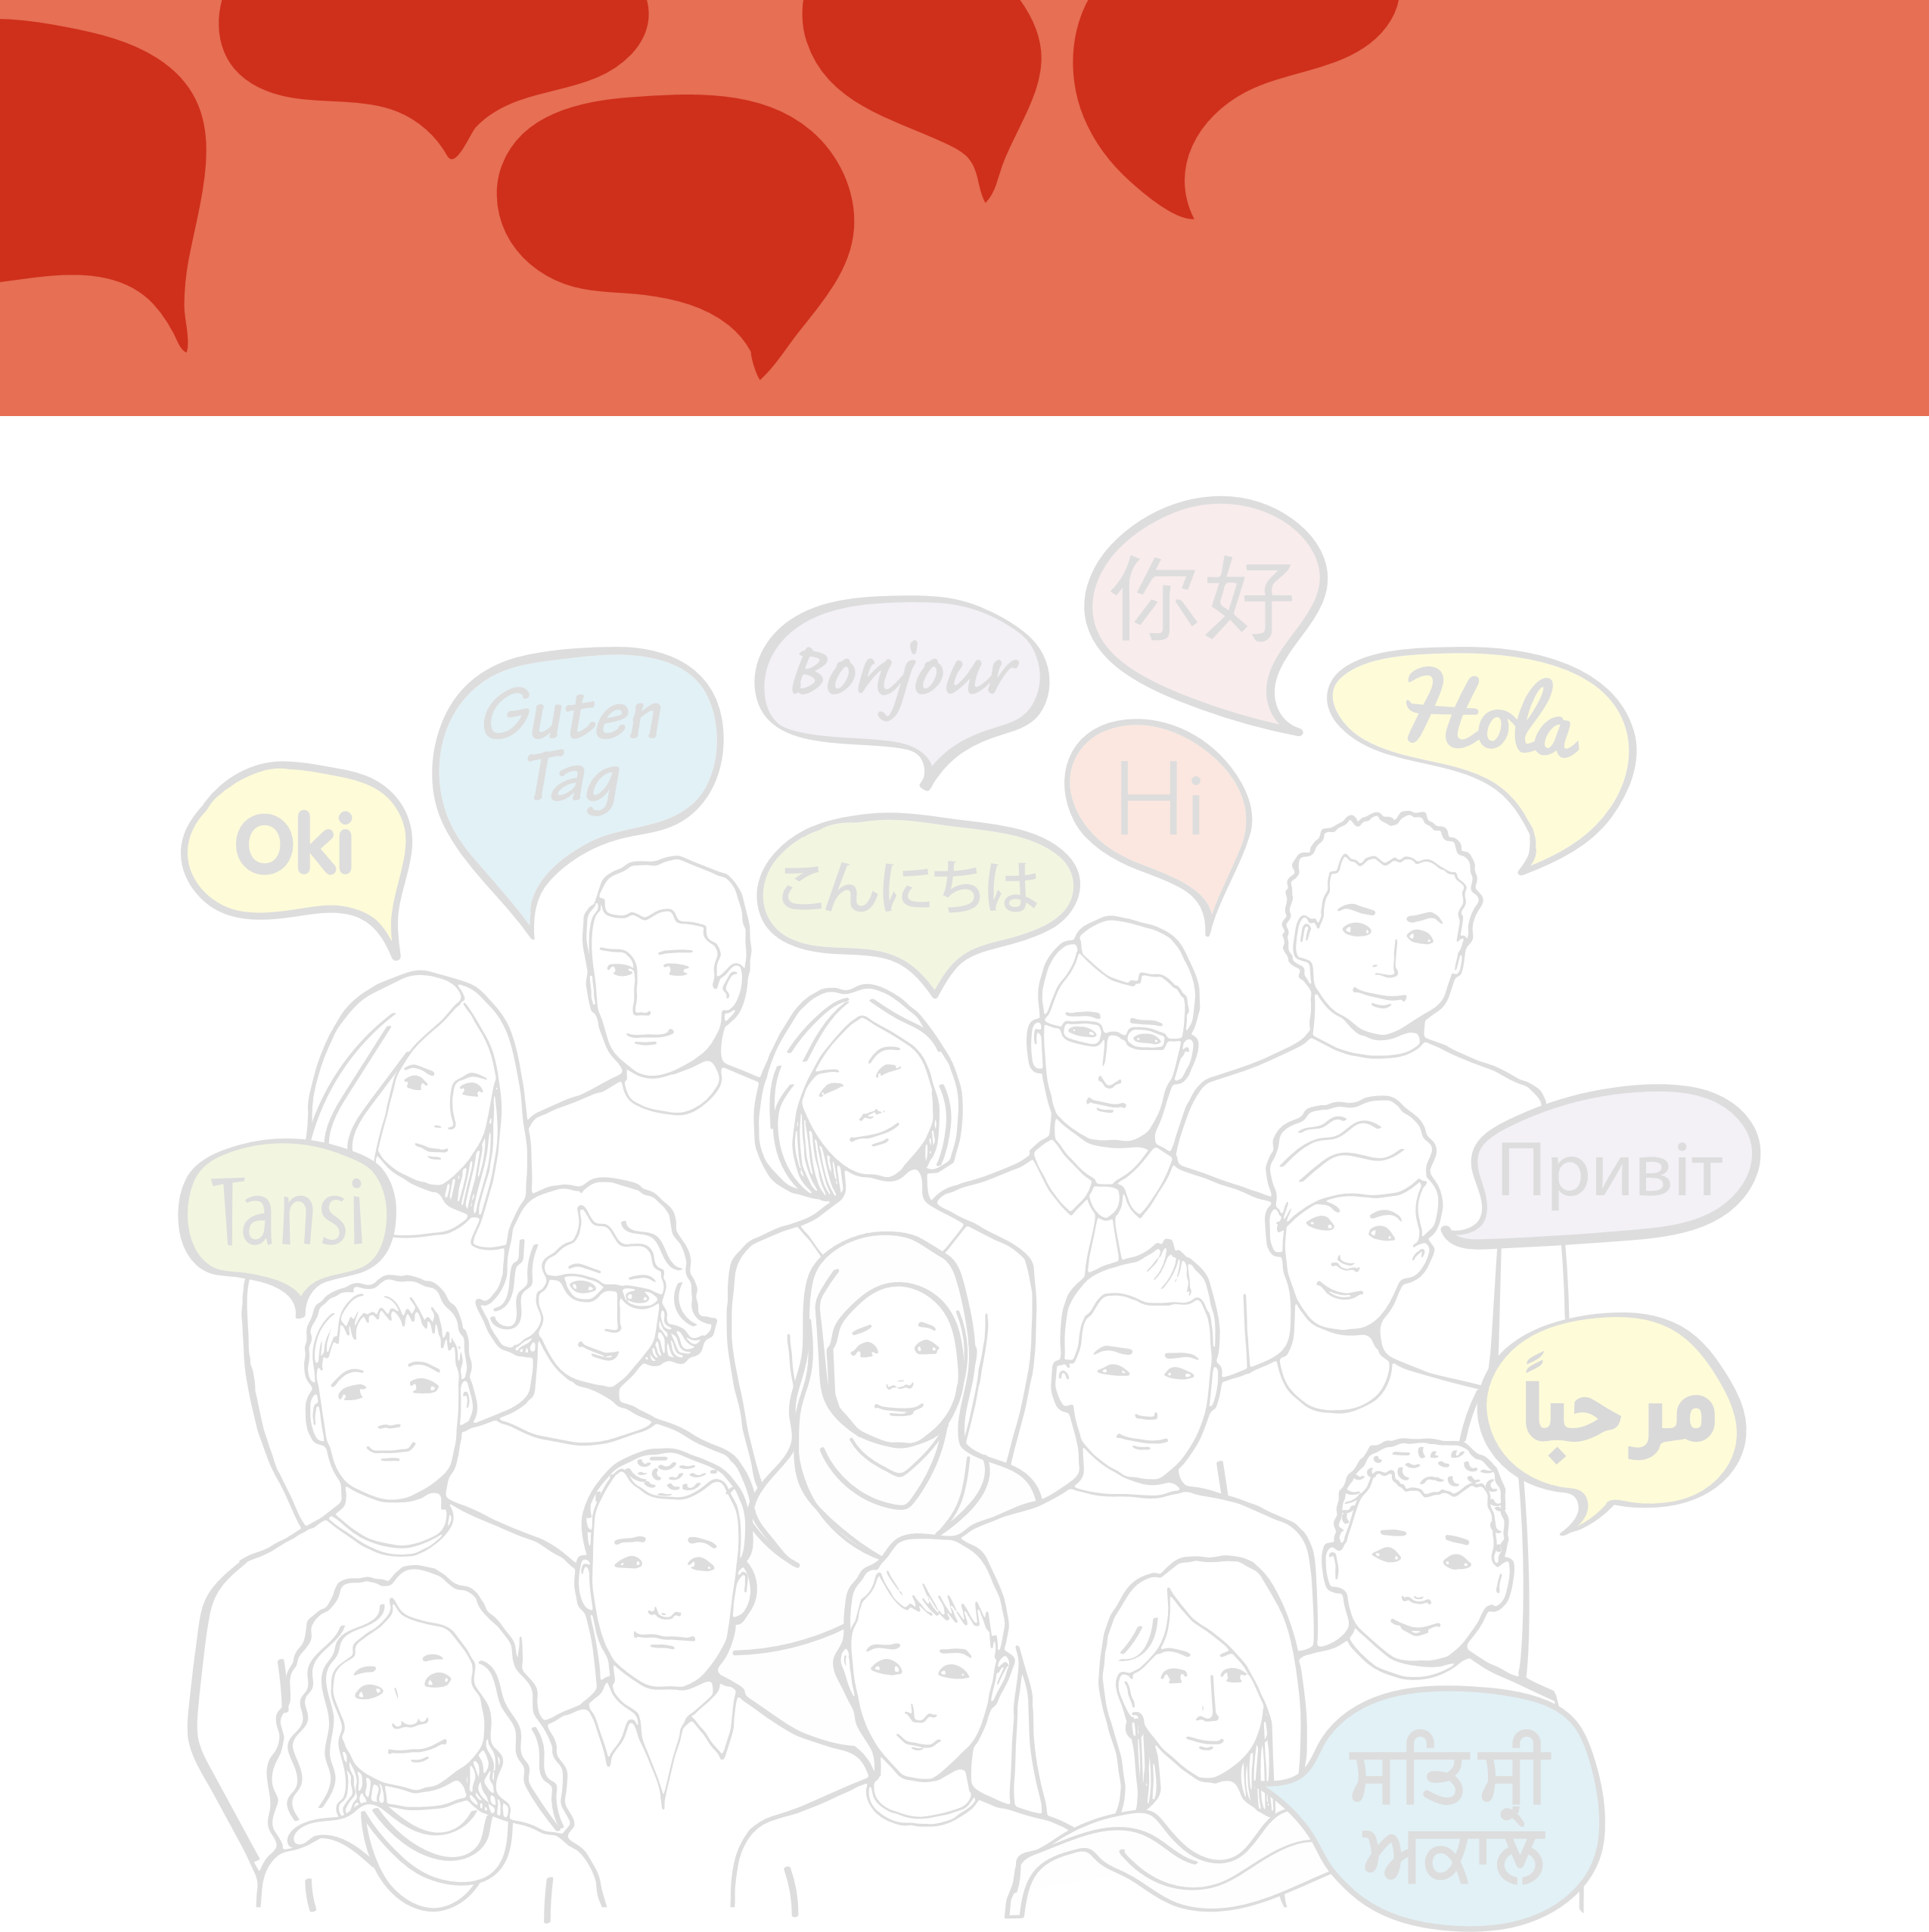 你好
Bonjour
Guten
Tag
Hola
Hi
Oki
こんにちは
Tansi
Привіт
مرحباً
ਸਤਿ ਸ੍ਰੀ
ਅਕਾਲ